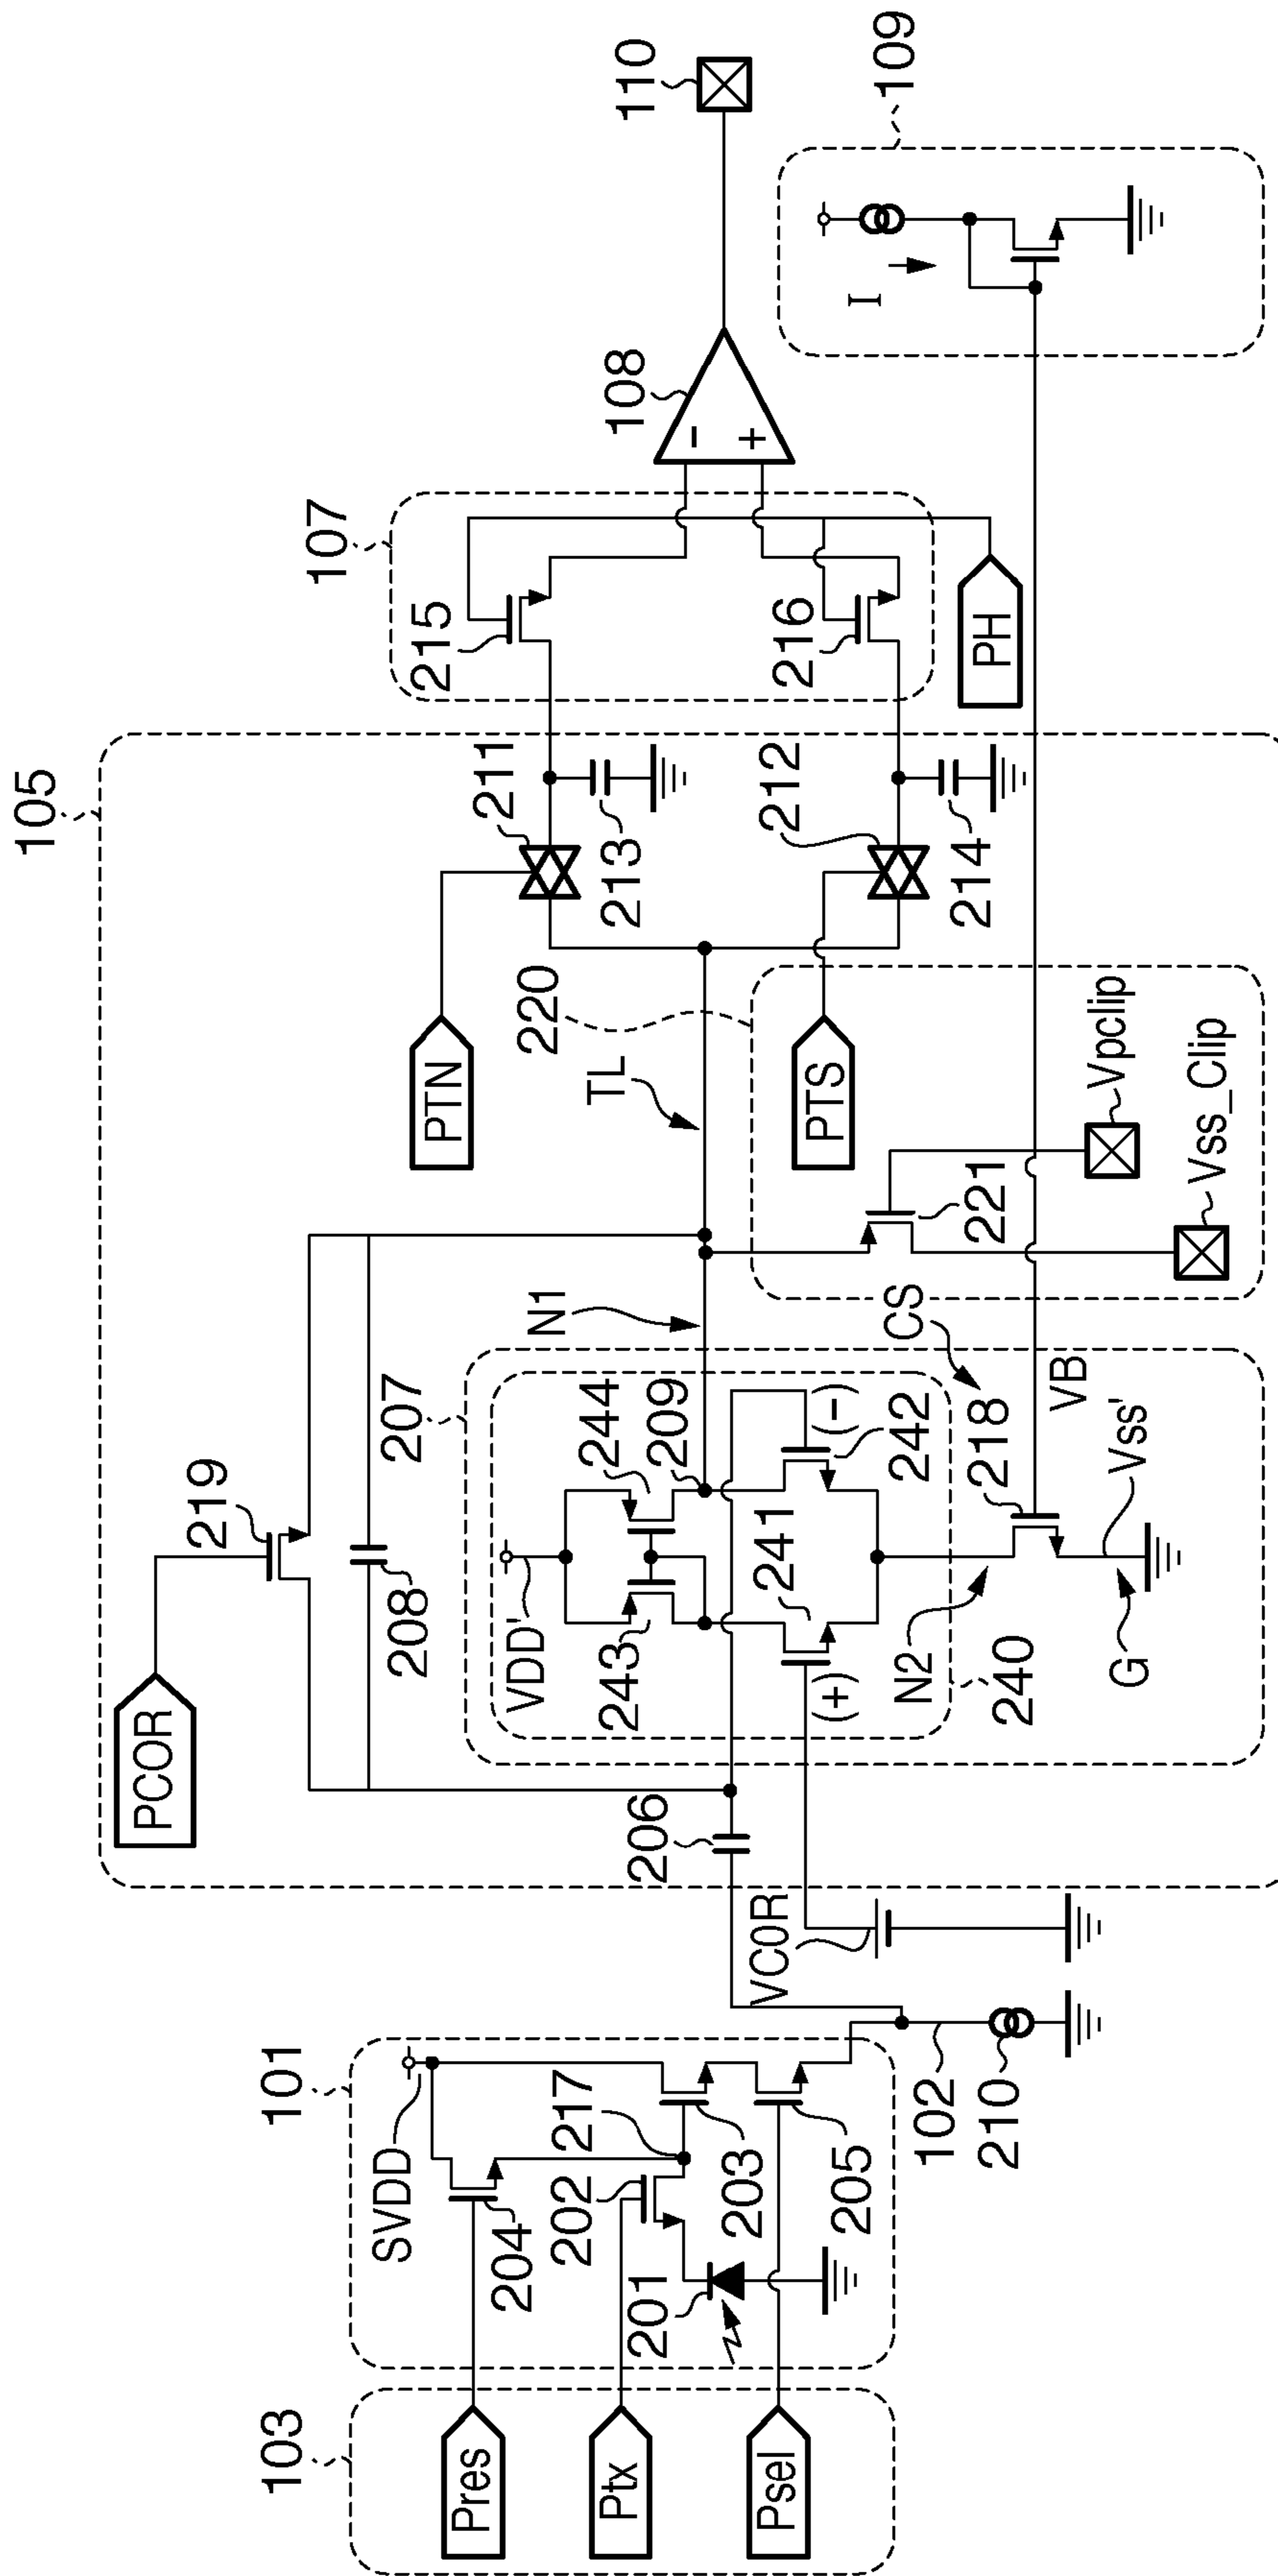 103
Pres
Ptx
Psel
101
SVDD
204
202
217
201
203
205
102
210
VC0R
105
PCOR
219
206
208
207
VDD'
243
244
209
241
242
(+)
(-)
N1
N2
240
218
CS
VB
G
Vss'
TL
220
221
Vpclip
Vss_Clip
PTN
PTS
211
213
212
214
107
215
216
PH
108
-
+
110
109
I